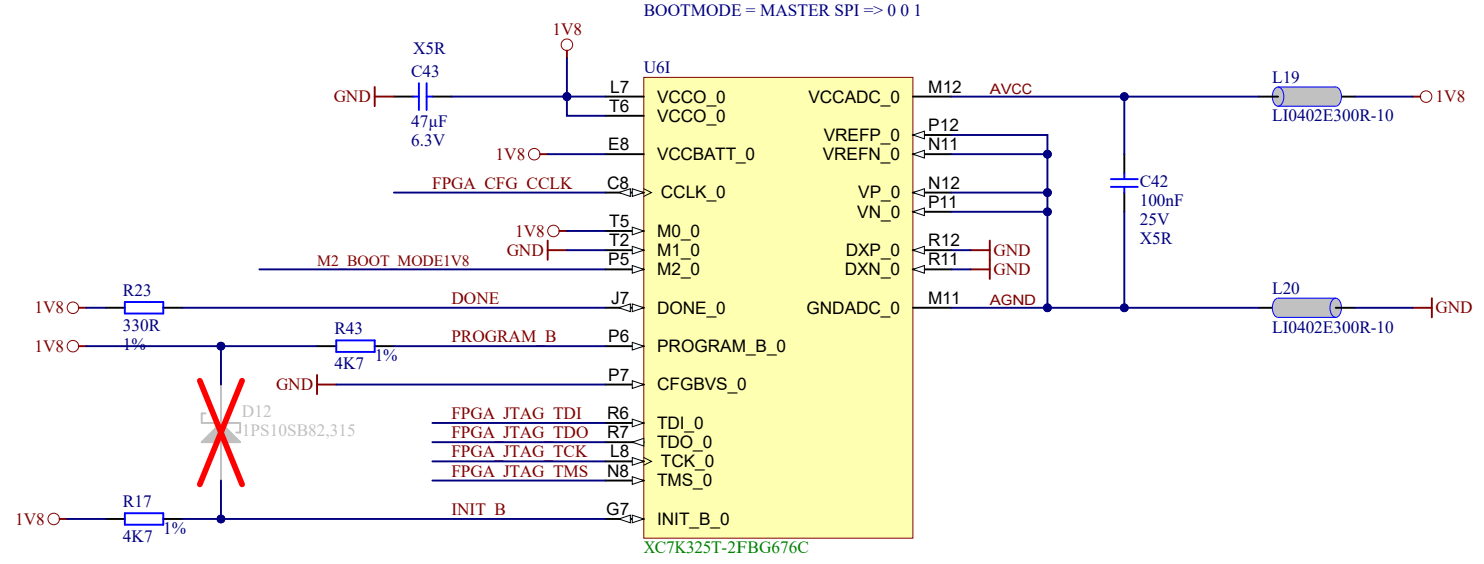 BOOTMODE = MASTER SPI => 0 0 1
1V8
X5R
C43
GND
47µF
6.3V
U6I
L7 VCCO_0
T6 VCCO_0
1V8 E8 VCCBATT_0
FPGA_CFG_CCLK C8 CCLK_0
1V8 T5 M0_0
GND T2 M1_0
M2_BOOT_MODE1V8 P5 M2_0
R23
1V8 DONE J7 DONE_0
330R
1%
R43
1V8 PROGRAM_B P6 PROGRAM_B_0
4K7 1%
GND P7 CFGBVS_0
D12
1PS10SB82,315
FPGA_JTAG_TDI R6 TDI_0
FPGA_JTAG_TDO R7 TDO_0
FPGA_JTAG_TCK L8 TCK_0
FPGA_JTAG_TMS N8 TMS_0
R17
1V8 INIT_B G7 INIT_B_0
4K7 1%
XC7K325T-2FBG676C
VCCADC_0 M12 AVCC
L19
1V8
LI0402E300R-10
VREFP_0 P12
VREFN_0 N11
VP_0 N12
VN_0 P11
C42
100nF
25V
X5R
DXP_0 R12 GND
DXN_0 R11 GND
GNDADC_0 M11 AGND
L20
GND
LI0402E300R-10